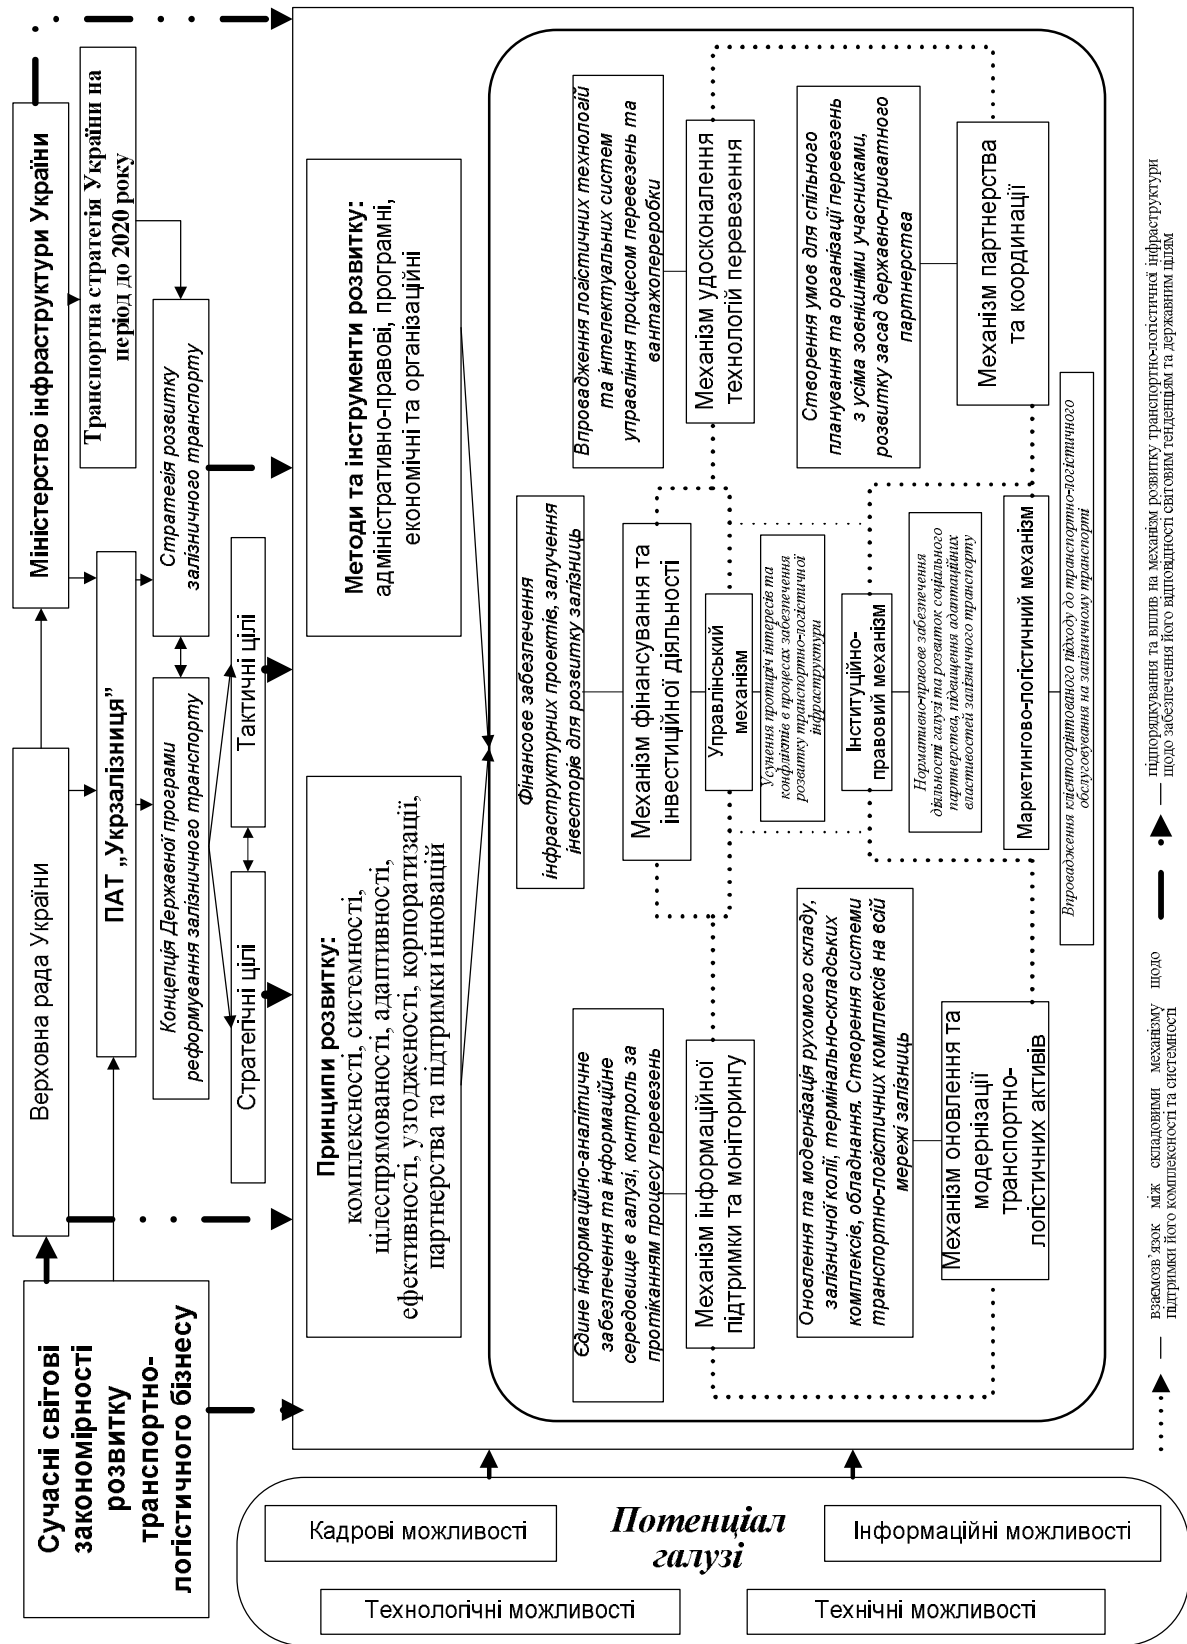 Сучасні світові
закономірності
розвитку
транспортно-
логістичного бізнесу
Верховна рада України
Міністерство інфраструктури України
ПАТ „Укрзалізниця”
Транспортна стратегія України на
період до 2020 року
Концепція Державної програми
реформування залізничного транспорту
Стратегія розвитку
залізничного транспорту
Стратегічні цілі
Тактичні цілі
Принципи розвитку:
комплексності, системності,
цілеспрямованості, адаптивності,
ефективності, узгодженості, корпоратизації,
партнерства та підтримки інновацій
Методи та інструменти розвитку:
адміністративно-правові, програмні,
економічні та організаційні
Єдине інформаційно-аналітичне
забезпечення та інформаційне
середовище в галузі, контроль за
протіканням процесу перевезень
Механізм інформаційної
підтримки та моніторингу
Фінансове забезпечення
інфраструктурних проектів, залучення
інвесторів для розвитку залізниць
Механізм фінансування та
інвестиційної діяльності
Впровадження логістичних технологій
та інтелектуальних систем
управління процесом перевезень та
вантажопереробки
Механізм удосконалення
технологій перевезення
Управлінський
механізм
Усунення протиріч інтересів та
конфліктів в процесах забезпечення
розвитку транспортно-логістичної
інфраструктури
Оновлення та модернізація рухомого складу,
залізничної колії, термінально-складських
комплексів, обладнання. Створення системи
транспортно-логістичних комплексів на всій
мережі залізниць
Механізм оновлення та
модернізації
транспортно-
логістичних активів
Інституційно-
правовий механізм
Нормативно-правове забезпечення
діяльності галузі та розвиток соціального
партнерства, підвищення адаптаційних
властивостей залізничного транспорту
Створення умов для спільного
планування та організації перевезень
з усіма зовнішніми учасниками,
розвитку засад державно-приватного
партнерства
Механізм партнерства
та координації
Маркетингово-логістичний механізм
Впровадження клієнторінтованого підходу до транспортно-логістичного
обслуговування на залізничному транспорті
Потенціал
галузі
Кадрові можливості
Інформаційні можливості
Технологічні можливості
Технічні можливості
– взаємозв’язок між складовими механізму щодо
підтримки його комплексності та системності
– підпорядкування та вплив на механізм розвитку транспортно-логістичної інфраструктури
щодо забезпечення його відповідності світовим тенденціям та державним цілям